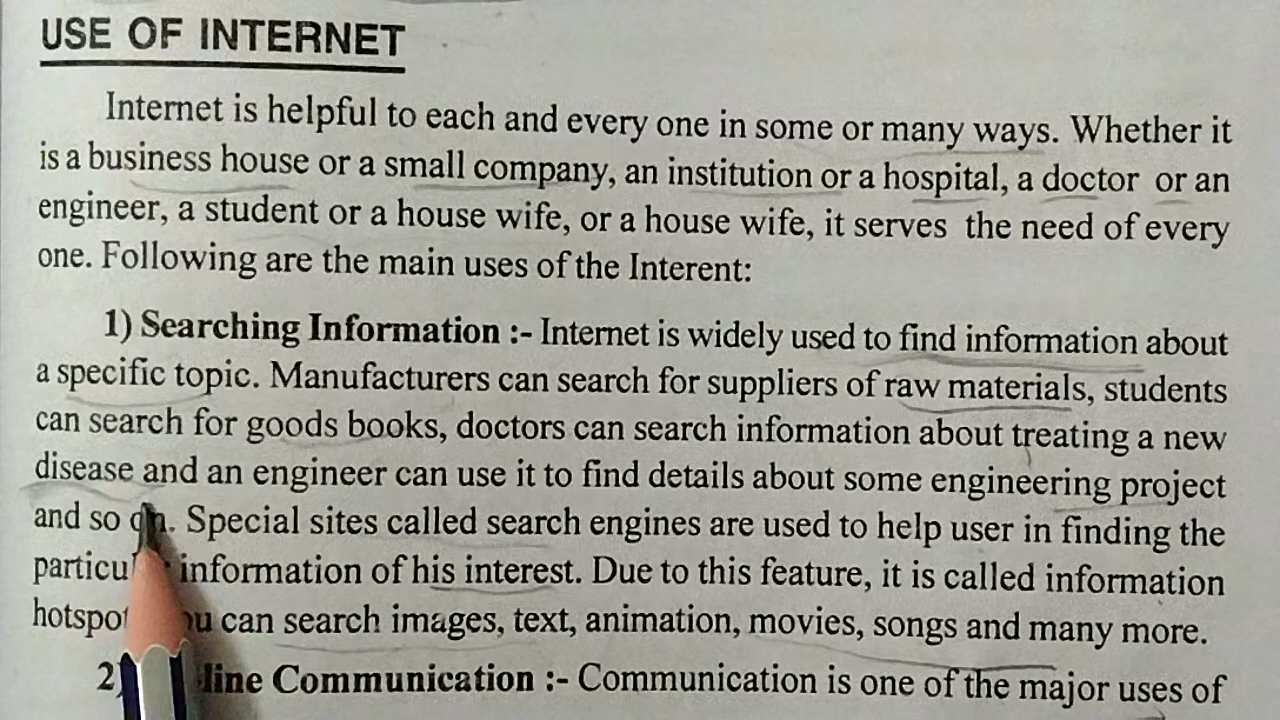 USE OF INTERNET
Internet is helpful to each and every one in some or many ways. Whether it
is a business house or a small company, an institution or a hospital, a doctor or an
engineer, a student or a house wife, or a house wife, it serves the need of every
one. Following are the main uses of the Interent:
1) Searching Information :- Internet is widely used to find information about
a specific topic. Manufacturers can search for suppliers of raw materials, students
can search for goods books, doctors can search information about treating a new
disease and an engineer can use it to find details about some engineering project
and so on. Special sites called search engines are used to help user in finding the
information of his interest. Due to this feature, it is called information
can search images, text, animation, movies, songs and many more.
2) Communication :- Communication is one of the major uses of